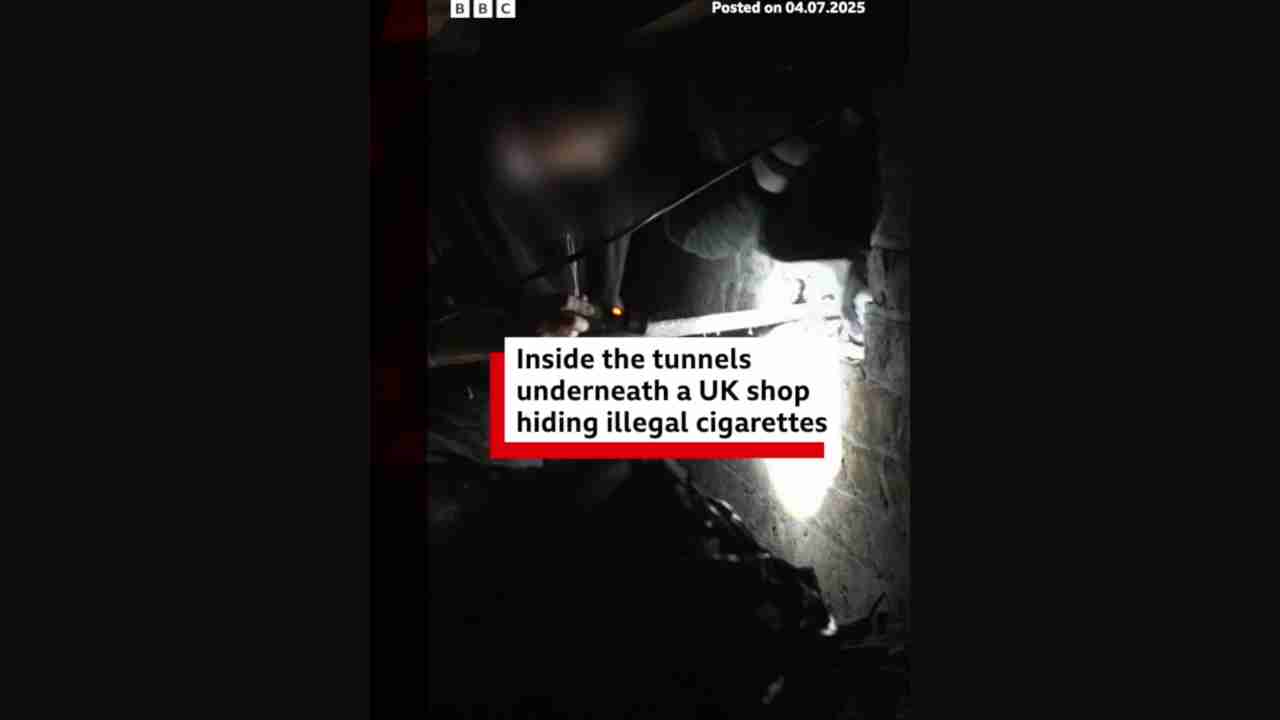 BBC
Posted on 04.07.2025
Inside the tunnels
underneath a UK shop
hiding illegal cigarettes